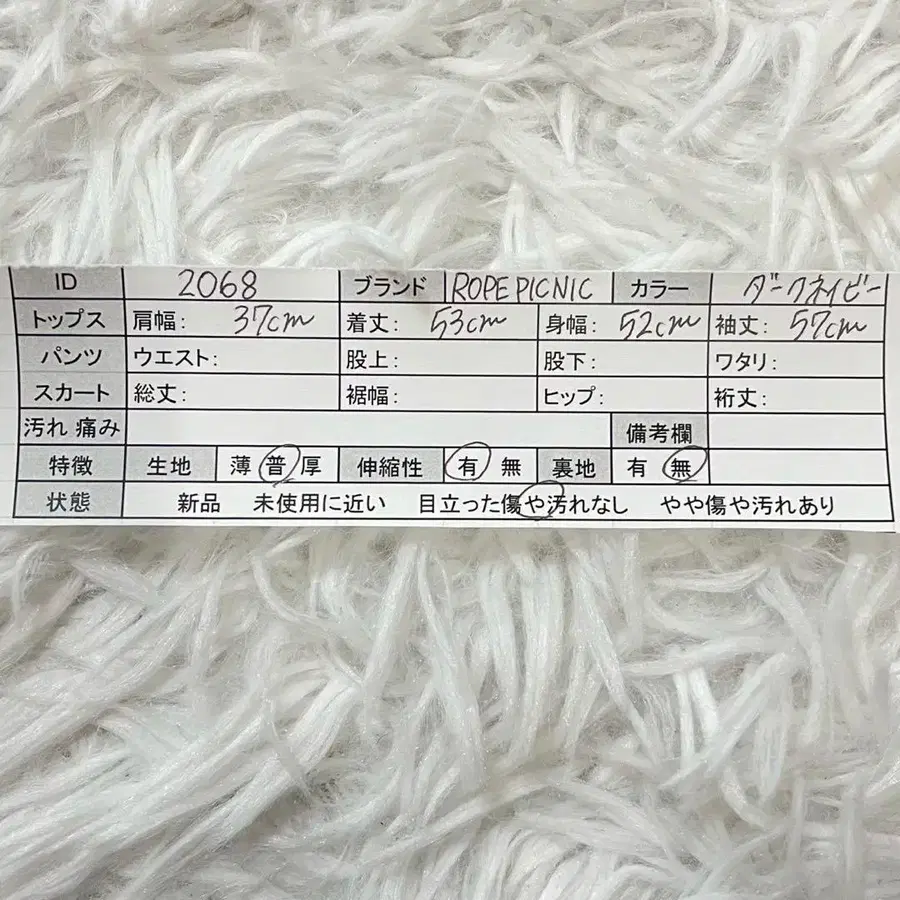 ID 2068 ブランド ROPE PICNIC カラー ダークネイビー
トップス 肩幅: 37cm 着丈: 53cm 身幅: 52cm 袖丈: 57cm
パンツ ウエスト: 股上: 股下: ワタリ:
スカート 総丈: 裾幅: ヒップ: 裄丈:
汚れ 痛み 備考欄
特徴 生地 薄 普 厚 伸縮性 有 無 裏地 有 無
状態 新品 未使用に近い 目立った傷や汚れなし やや傷や汚れあり